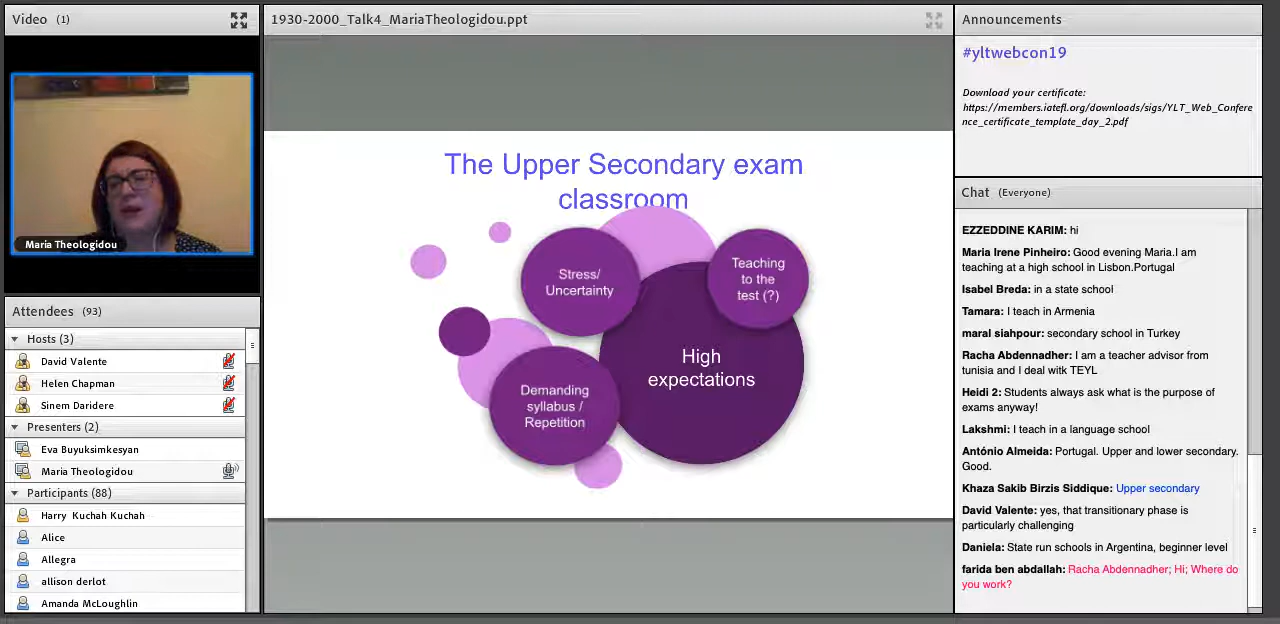 Video (1)
Maria Theologidou
Attendees (93)
Hosts (3)
David Valente
Helen Chapman
Sinem Daridere
Presenters (2)
Eva Buyuksimkesyan
Maria Theologidou
Participants (88)
Harry Kuchah Kuchah
Alice
Allegra
allison derlot
Amanda McLoughlin
1930-2000_Talk4_MariaTheologidou.ppt
The Upper Secondary exam
classroom
Stress/
Uncertainty
Teaching
to the
test (?)
High
expectations
Demanding
syllabus /
Repetition
Announcements
#yltwebcon19
Download your certificate:
https://members.iatefl.org/downloads/sigs/YLT_Web_Confere
nce_certificate_template_day_2.pdf
Chat (Everyone)
EZZEDDINE KARIM: hi
Maria Irene Pinheiro: Good evening Maria.I am
teaching at a high school in Lisbon.Portugal
Isabel Breda: in a state school
Tamara: I teach in Armenia
maral siahpour: secondary school in Turkey
Racha Abdennadher: I am a teacher advisor from
tunisia and I deal witk TEYL
Heidi 2: Students always ask what is the purpose of
exams anyway!
Lakshmi: I teach in a language school
António Almeida: Portugal. Upper and lower secondary.
Good.
Khaza Sakib Birzis Siddique: Upper secondary
David Valente: yes, that transitionary phase is
particularly challenging
Daniela: State run schools in Argentina, beginner level
farida ben abdallah: Racha Abdennadher; Hi; Where do
you work?